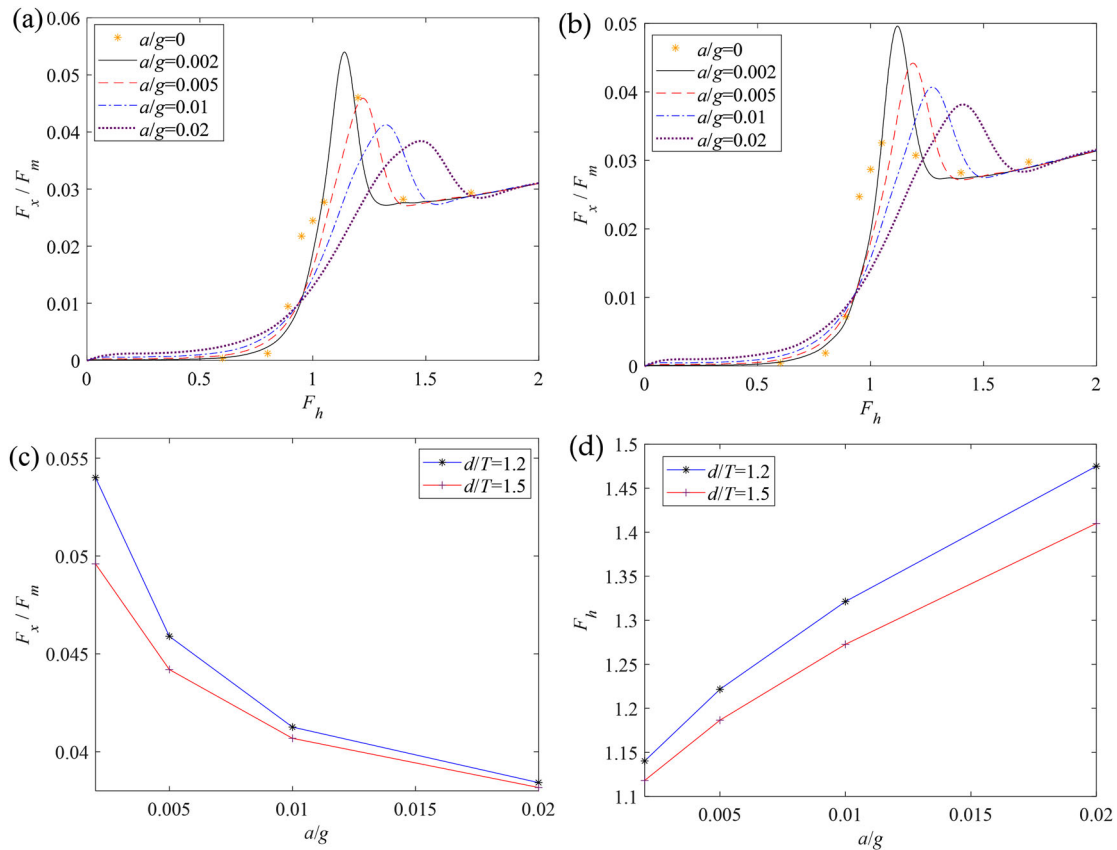 (a)
a/g=0
a/g=0.002
a/g=0.005
a/g=0.01
a/g=0.02
0.06
0.05
0.04
0.03
0.02
0.01
0
F_x / F_m
0 0.5 1 1.5 2
F_h
(b)
a/g=0
a/g=0.002
a/g=0.005
a/g=0.01
a/g=0.02
0.05
0.04
0.03
0.02
0.01
0
F_x / F_m
0 0.5 1 1.5 2
F_h
(c)
d/T=1.2
d/T=1.5
0.055
0.05
0.045
0.04
F_x / F_m
0.005 0.01 0.015 0.02
a/g
(d)
d/T=1.2
d/T=1.5
1.5
1.45
1.4
1.35
1.3
1.25
1.2
1.15
1.1
F_h
0.005 0.01 0.015 0.02
a/g